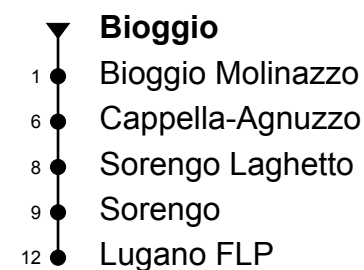 Bioggio
1 Bioggio Molinazzo
6 Cappella-Agnuzzo
8 Sorengo Laghetto
9 Sorengo
12 Lugano FLP